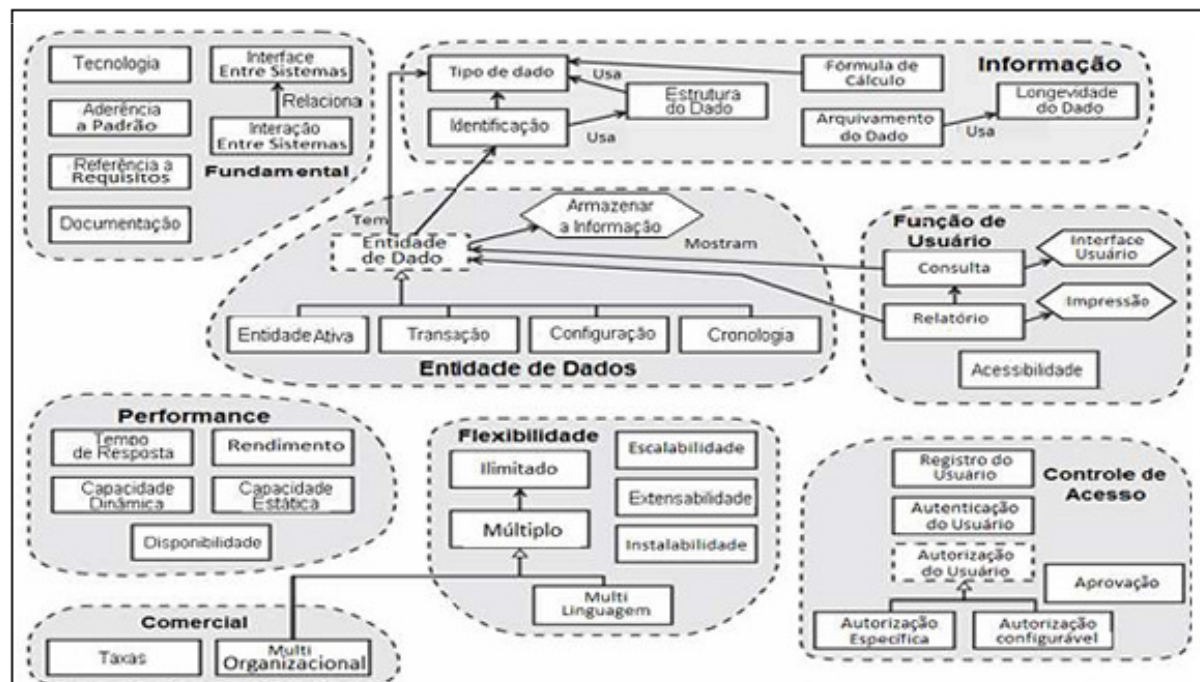 Tecnologia
Interface
Entre Sistemas
Relaciona
Aderência
a Padrão
Interação
Entre Sistemas
Referência a
Requisitos
Fundamental
Documentação
Tipo de dado
Usa
Fórmula de
Cálculo
Informação
Estrutura
do Dado
Longevidade
do Dado
Identificação
Usa
Arquivamento
do Dado
Usa
Tem
Entidade
de Dado
Armazenar
a Informação
Mostram
Entidade Ativa
Transação
Configuração
Cronologia
Entidade de Dados
Função de
Usuário
Interface
Usuário
Consulta
Impressão
Relatório
Acessibilidade
Performance
Tempo
de Resposta
Rendimento
Capacidade
Dinâmica
Capacidade
Estática
Disponibilidade
Flexibilidade
Ilimitado
Escalabilidade
Múltiplo
Extensabilidade
Instalabilidade
Multi
Linguagem
Registro do
Usuário
Controle de
Acesso
Autenticação
do Usuário
Autorização
do Usuário
Aprovação
Autorização
Específica
Autorização
configurável
Comercial
Taxas
Multi
Organizacional